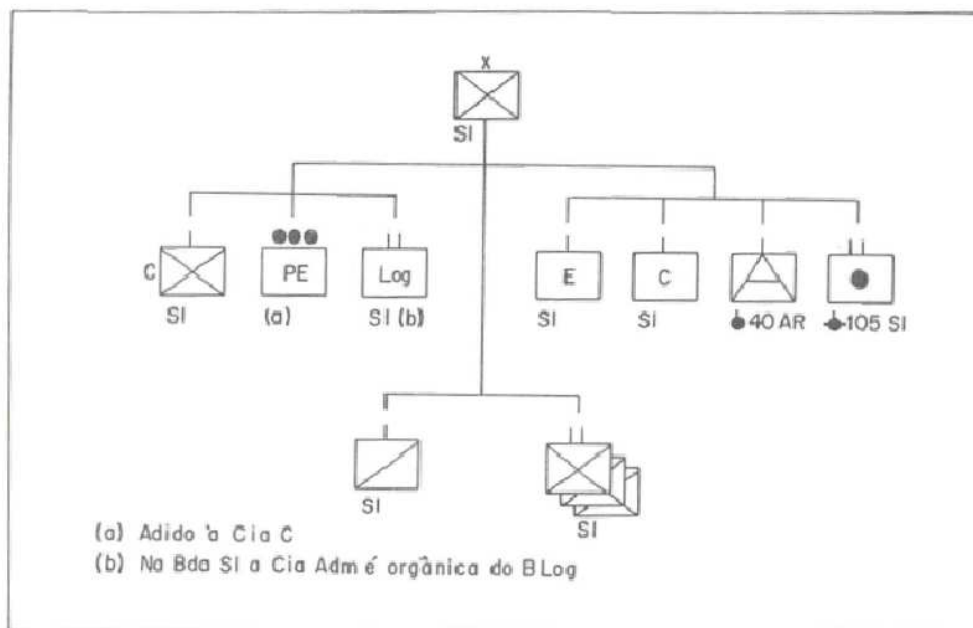 X
SI
C
SI
PE
(a)
Log
SI (b)
E
SI
C
SI
40 AR
105 SI
SI
SI
(a) Adido à Cia C
(b) Na Bda SI a Cia Adm é orgânica do B Log